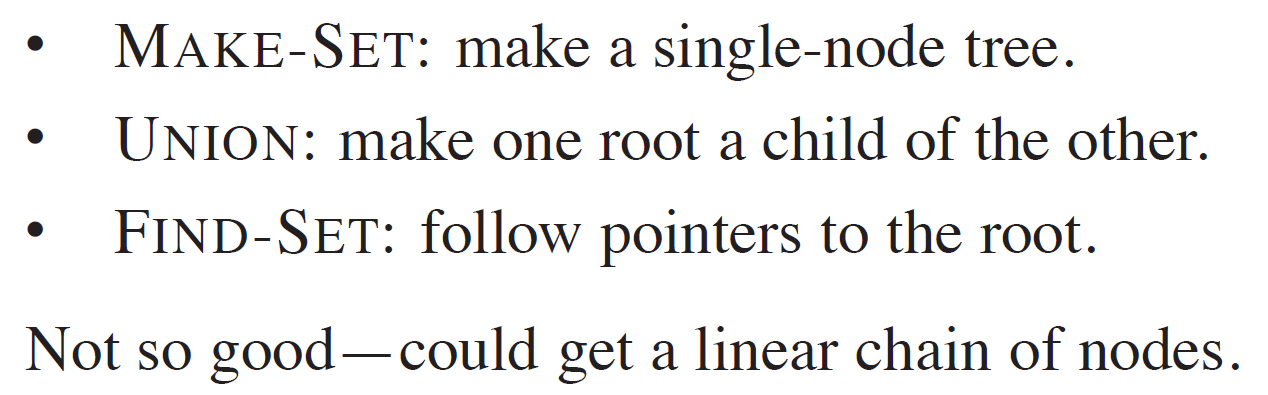 • MAKE-SET: make a single-node tree.
• UNION: make one root a child of the other.
• FIND-SET: follow pointers to the root.
Not so good—could get a linear chain of nodes.